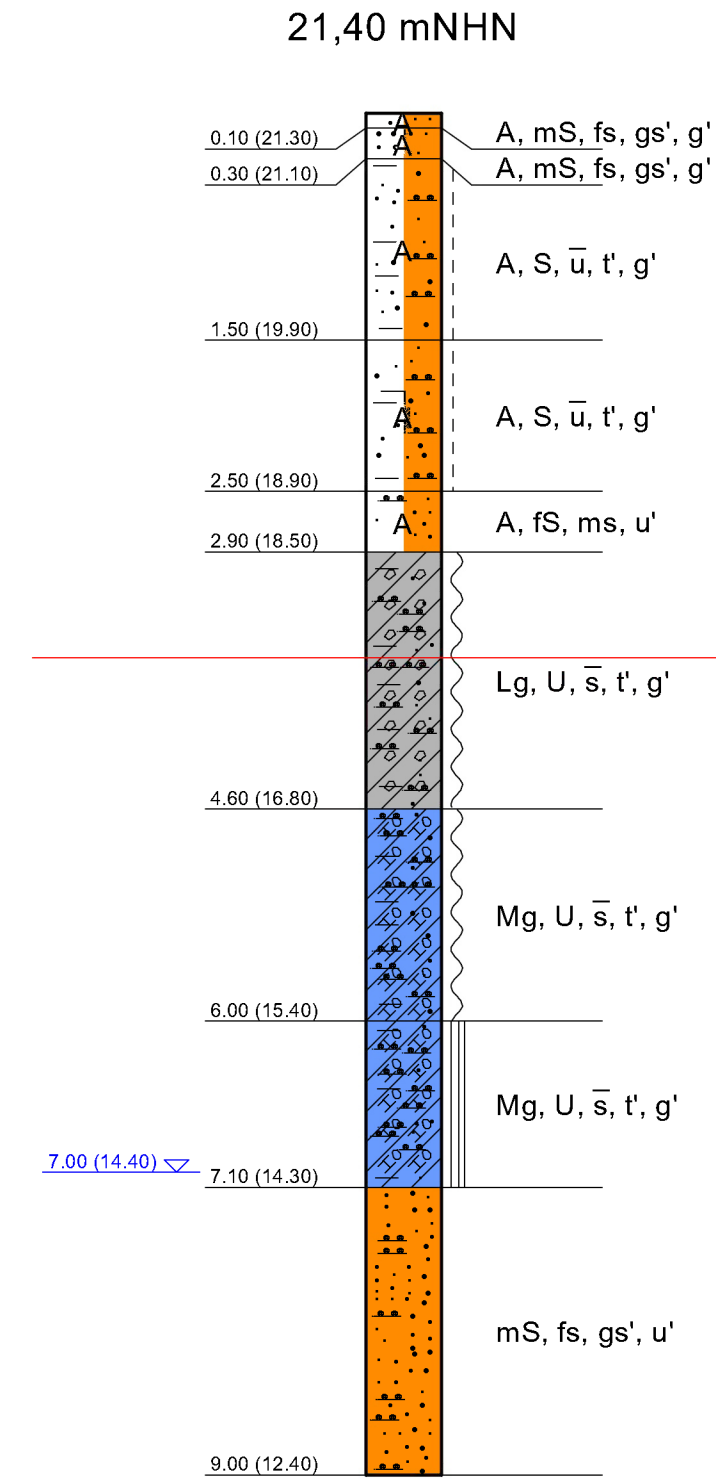 21,40 mNHN
A
0.10 (21.30) A, mS, fs, gs', g'
A
0.30 (21.10) A, mS, fs, gs', g'
A
A, S, u̅, t', g'
1.50 (19.90)
A
A, S, u̅, t', g'
2.50 (18.90)
A
A, fS, ms, u'
2.90 (18.50)
Lg, U, s̅, t', g'
4.60 (16.80)
Mg, U, s̅, t', g'
6.00 (15.40)
Mg, U, s̅, t', g'
7.00 (14.40)
7.10 (14.30)
mS, fs, gs', u'
9.00 (12.40)